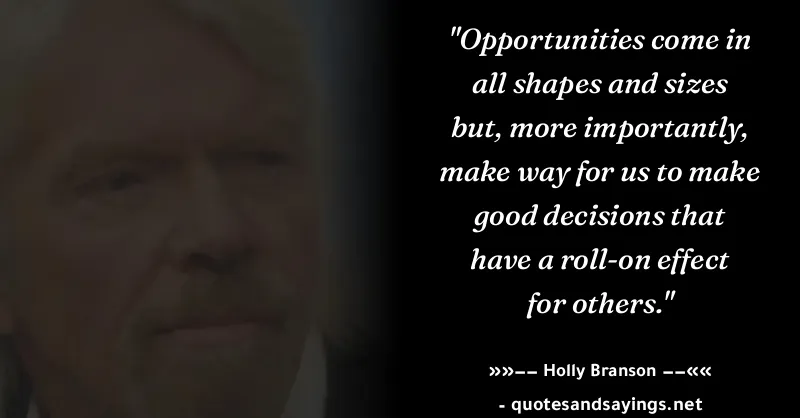 "Opportunities come in
all shapes and sizes
but, more importantly,
make way for us to make
good decisions that
have a roll-on effect
for others."
»»—— Holly Branson ——««
- quotesandsayings.net